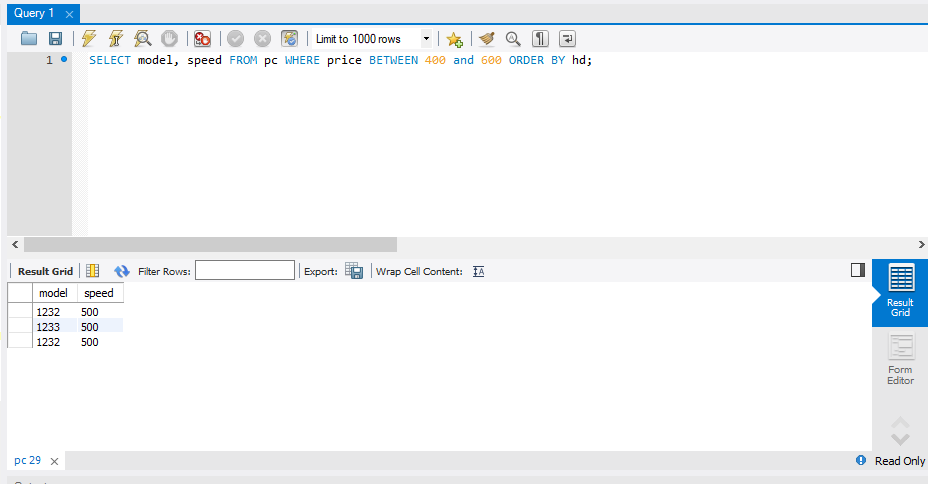 Query 1
Limit to 1000 rows
1 SELECT model, speed FROM pc WHERE price BETWEEN 400 and 600 ORDER BY hd;
Result Grid Filter Rows: Export: Wrap Cell Content:
model speed
1232 500
1233 500
1232 500
Result
Grid
Form
Editor
pc 29
Read Only